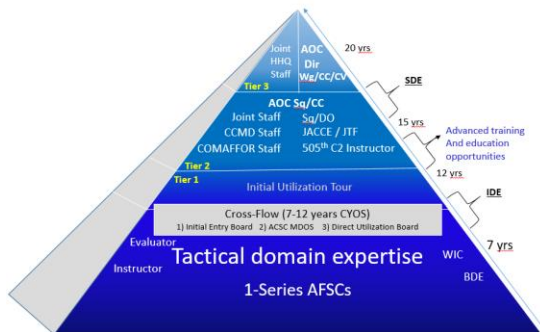 Joint AOC 20 yrs
HHQ Dir
Staff Wg/CC/CV
Tier 3
SDE
AOC Sq/CC
Joint Staff Sq/DO 15 yrs
CCMD Staff JACCE / JTF
COMAFFOR Staff 505th C2 Instructor
Advanced training
And education
opportunities
Tier 2
12 yrs
Tier 1
Initial Utilization Tour
IDE
Cross-Flow (7-12 years CYOS)
1) Initial Entry Board 2) ACSC MDOS 3) Direct Utilization Board
Evaluator 7 yrs
Tactical domain expertise WIC
Instructor
BDE
1-Series AFSCs